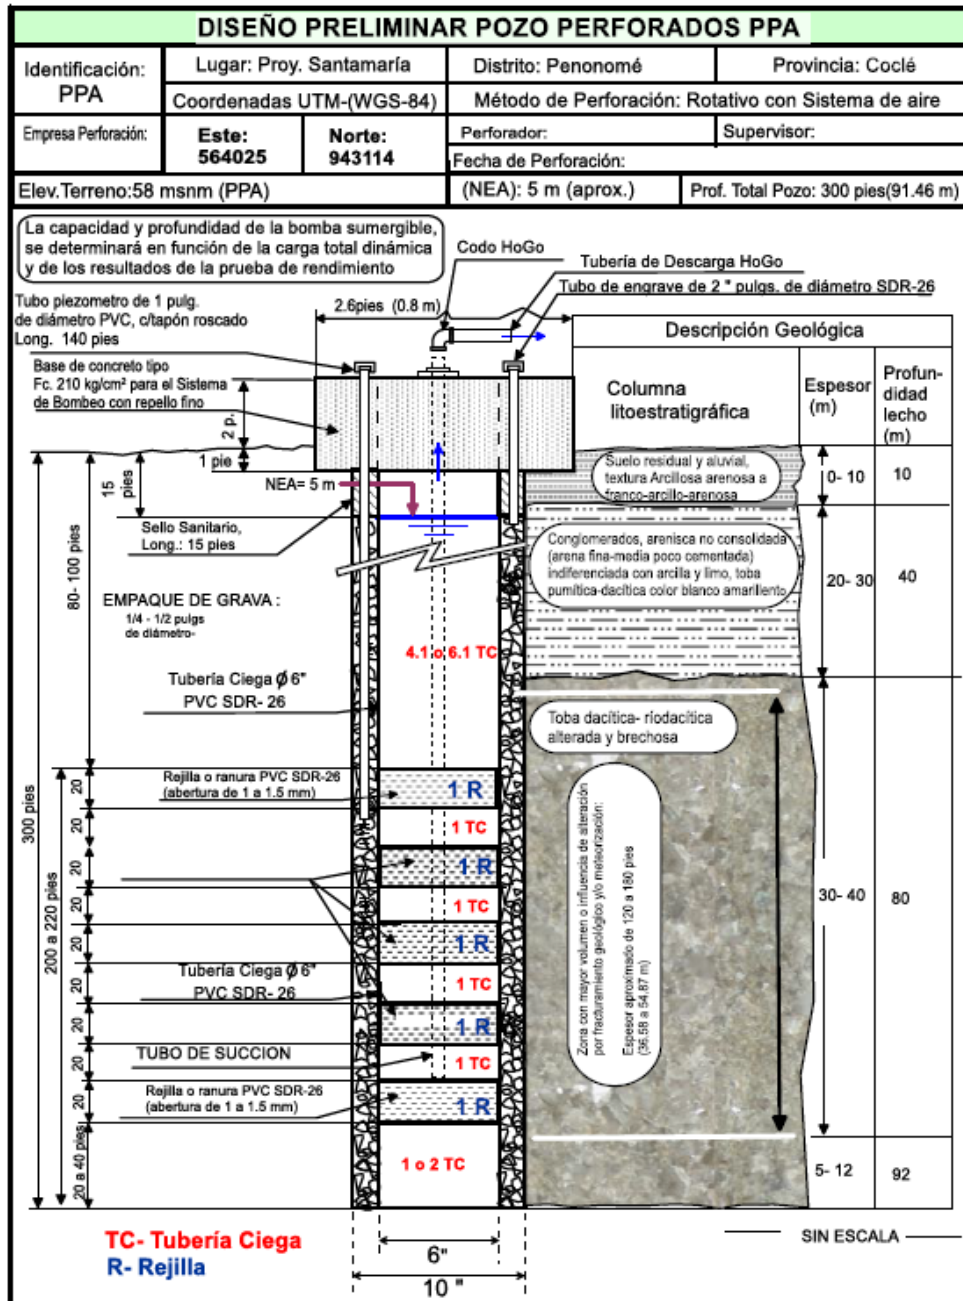 DISEÑO PRELIMINAR POZO PERFORADOS PPA
Identificación:
PPA
Lugar: Proy. Santamaría
Distrito: Penonomé
Provincia: Coclé
Coordenadas UTM-(WGS-84)
Método de Perforación: Rotativo con Sistema de aire
Empresa Perforación:
Este:
564025
Norte:
943114
Perforador:
Supervisor:
Fecha de Perforación:
Elev.Terreno:58 msnm (PPA)
(NEA): 5 m (aprox.)
Prof. Total Pozo: 300 pies(91.46 m)
La capacidad y profundidad de la bomba sumergible,
se determinará en función de la carga total dinámica
y de los resultados de la prueba de rendimiento
Codo HoGo
Tubería de Descarga HoGo
Tubo de engrave de 2 " pulgs. de diámetro SDR-26
Tubo piezometro de 1 pulg.
de diámetro PVC, c/tapón roscado
Long. 140 pies
2.6pies (0.8 m)
Base de concreto tipo
Fc. 210 kg/cm² para el Sistema
de Bombeo con repello fino
2 p.
1 pie
Descripción Geológica
Columna
litoestratigráfica
Espesor
(m)
Profun-
didad
lecho
(m)
15
pies
NEA= 5 m
Suelo residual y aluvial,
textura Arcillosa arenosa a
franco-arcillo-arenosa
0- 10
10
Sello Sanitario,
Long.: 15 pies
80- 100 pies
Conglomerados, arenisca no consolidada
(arena fina-media poco cementada)
indiferenciada con arcilla y limo, toba
pumítica-dacítica color blanco amarillento
20- 30
40
EMPAQUE DE GRAVA :
1/4 - 1/2 pulgs
de diámetro-
4.1 o 6.1 TC
Tubería Ciega Ø 6"
PVC SDR- 26
Toba dacítica- ríodacítica
alterada y brechosa
300 pies
200 a 220 pies
20
Rejilla o ranura PVC SDR-26
(abertura de 1 a 1.5 mm)
1 R
20
1 TC
20
1 R
20
1 TC
20
1 R
20
Tubería Ciega Ø 6"
PVC SDR- 26
1 TC
20
1 R
20
TUBO DE SUCCION
1 TC
20
Rejilla o ranura PVC SDR-26
(abertura de 1 a 1.5 mm)
1 R
20 a 40 pies
1 o 2 TC
Zona con mayor volumen o influencia de alteración
por fracturamiento geológico y/o meteorización:
Espesor aproximado de 120 a 180 pies
(36.58 a 54.87 m)
30- 40
80
5- 12
92
TC- Tubería Ciega
R- Rejilla
6"
10 "
SIN ESCALA